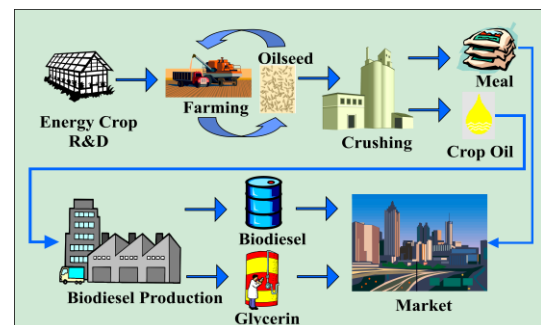 Oilseed
Meal
Farming
Energy Crop
R&D
Crushing
Crop Oil
Biodiesel
Biodiesel Production
Glycerin
Market